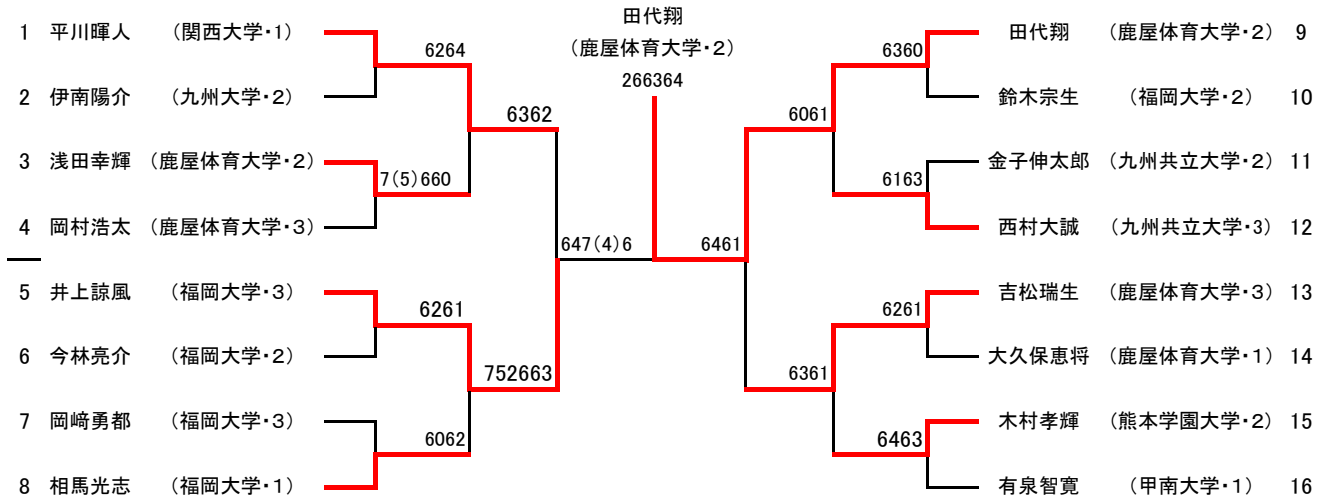 田代翔
(鹿屋体育大学・2)
266364
1 平川暉人 (関西大学・1)
6264
2 伊南陽介 (九州大学・2)
6362
3 浅田幸輝 (鹿屋体育大学・2)
7(5)660
4 岡村浩太 (鹿屋体育大学・3)
647(4)6
5 井上諒風 (福岡大学・3)
6261
6 今林亮介 (福岡大学・2)
752663
7 岡﨑勇都 (福岡大学・3)
6062
8 相馬光志 (福岡大学・1)
田代翔 (鹿屋体育大学・2) 9
6360
鈴木宗生 (福岡大学・2) 10
6061
金子伸太郎 (九州共立大学・2) 11
6163
西村大誠 (九州共立大学・3) 12
6461
吉松瑞生 (鹿屋体育大学・3) 13
6261
大久保恵将 (鹿屋体育大学・1) 14
6361
木村孝輝 (熊本学園大学・2) 15
6463
有泉智寛 (甲南大学・1) 16